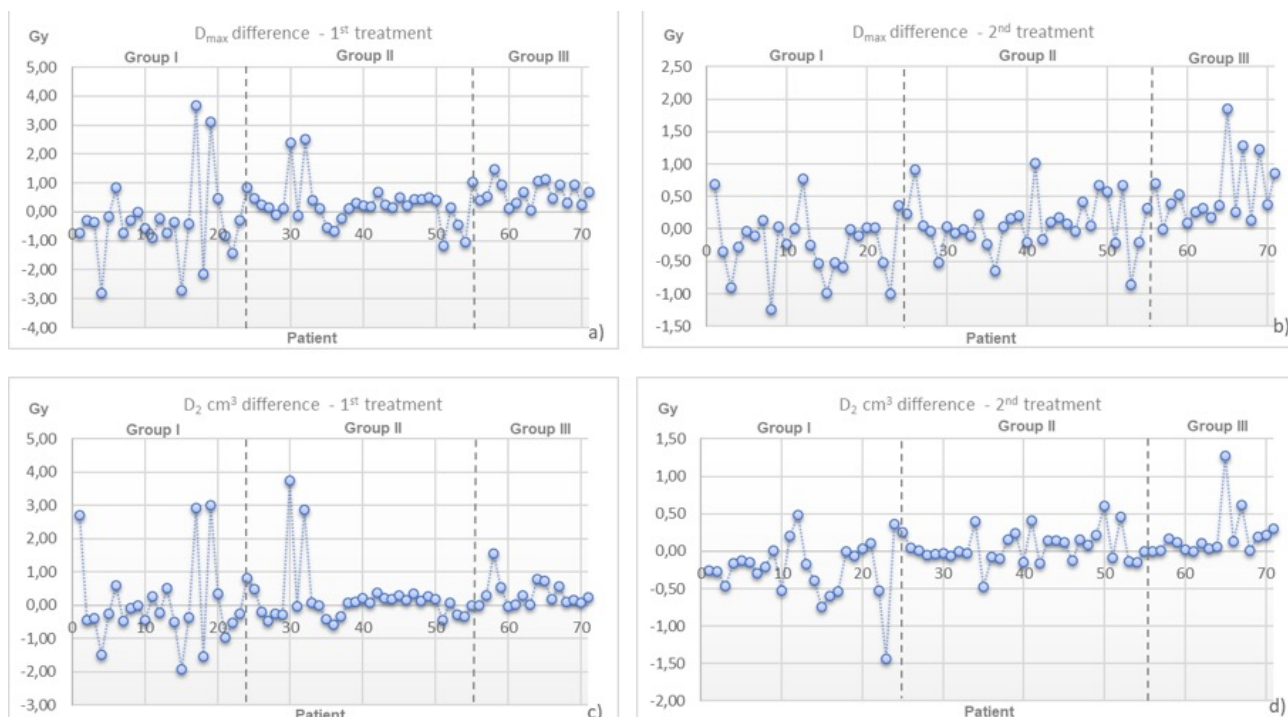 Dmax difference - 1st treatment
Gy
Group I Group II Group III
5,00
4,00
3,00
2,00
1,00
0,00
-1,00
-2,00
-3,00
-4,00
0 10 20 30 40 50 60 70
Patient
a)
Dmax difference - 2nd treatment
Gy
Group I Group II Group III
2,50
2,00
1,50
1,00
0,50
0,00
-0,50
-1,00
-1,50
0 10 20 30 40 50 60 70
Patient
b)
D2 cm³ difference - 1st treatment
Gy
Group I Group II Group III
5,00
4,00
3,00
2,00
1,00
0,00
-1,00
-2,00
-3,00
0 10 20 30 40 50 60 70
Patient
c)
D2 cm³ difference - 2nd treatment
Gy
Group I Group II Group III
1,50
1,00
0,50
0,00
-0,50
-1,00
-1,50
-2,00
0 10 20 30 40 50 60 70
Patient
d)